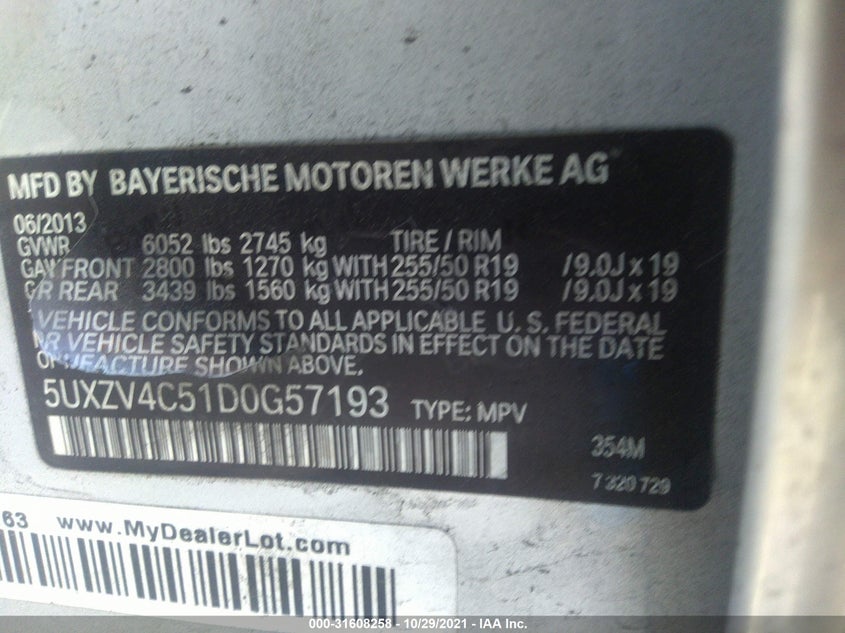 MFD BY BAYERISCHE MOTOREN WERKE AG
06/2013
GVWR 6052 lbs 2745 kg TIRE / RIM
FRONT 2800 lbs 1270 kg WITH 255/50 R19 /9.0J x 19
REAR 3439 lbs 1560 kg WITH 255/50 R19 /9.0J x 19
VEHICLE CONFORMS TO ALL APPLICABLE U. S. FEDERAL
VEHICLE SAFETY STANDARDS IN EFFECT ON THE DATE
SHOWN ABOVE.
5UXZV4C51D0G57193 TYPE: MPV
354M
7 320 729
63 www.MyDealerLot.com
000-31608258 - 10/29/2021 - IAA Inc.